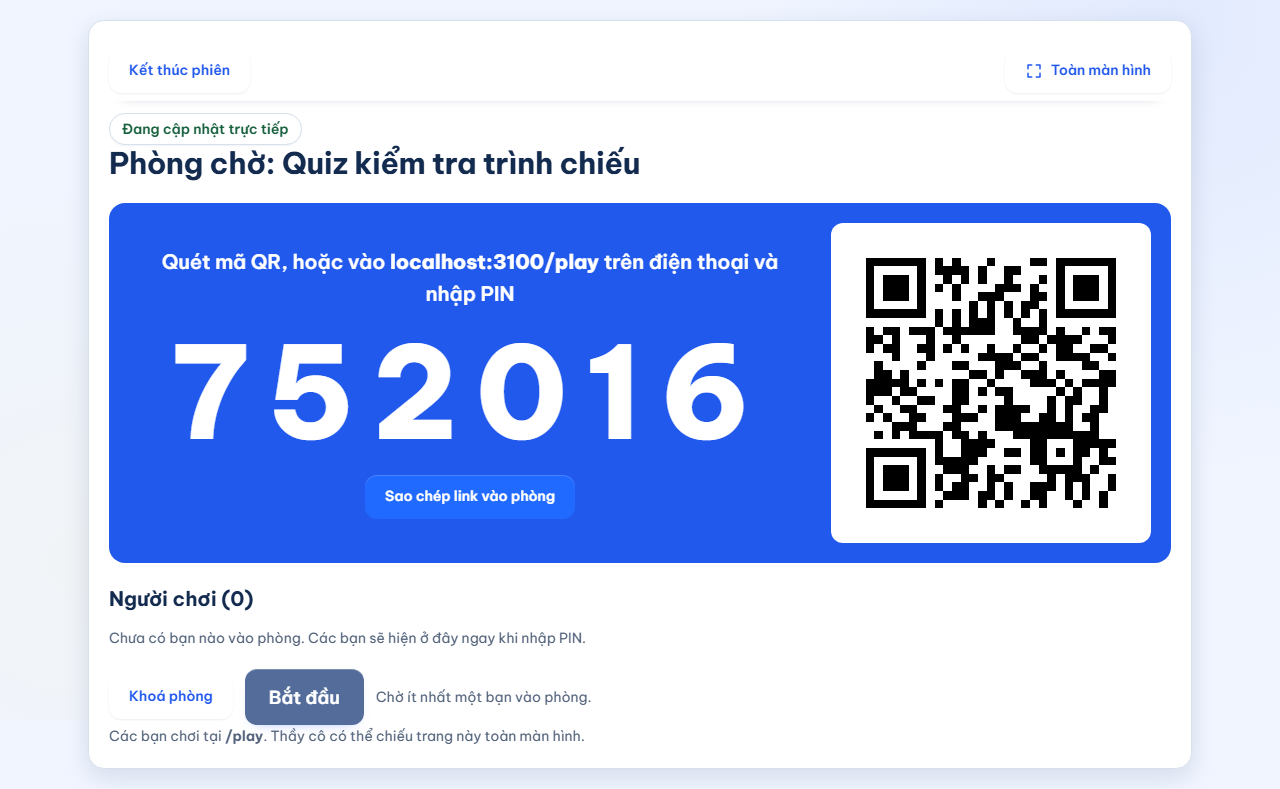 Kết thúc phiên
Toàn màn hình
Đang cập nhật trực tiếp
Phòng chờ: Quiz kiểm tra trình chiếu
Quét mã QR, hoặc vào localhost:3100/play trên điện thoại và
nhập PIN
752016
Sao chép link vào phòng
Người chơi (0)
Chưa có bạn nào vào phòng. Các bạn sẽ hiện ở đây ngay khi nhập PIN.
Khoá phòng
Bắt đầu
Chờ ít nhất một bạn vào phòng.
Các bạn chơi tại /play. Thầy cô có thể chiếu trang này toàn màn hình.